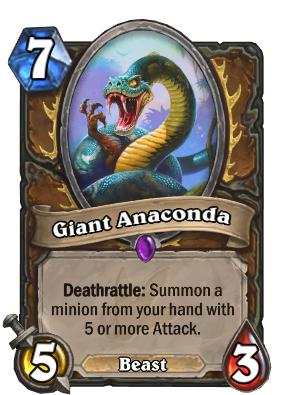 7
Giant Anaconda
Deathrattle: Summon a
minion from your hand with
5 or more Attack.
5
Beast
3